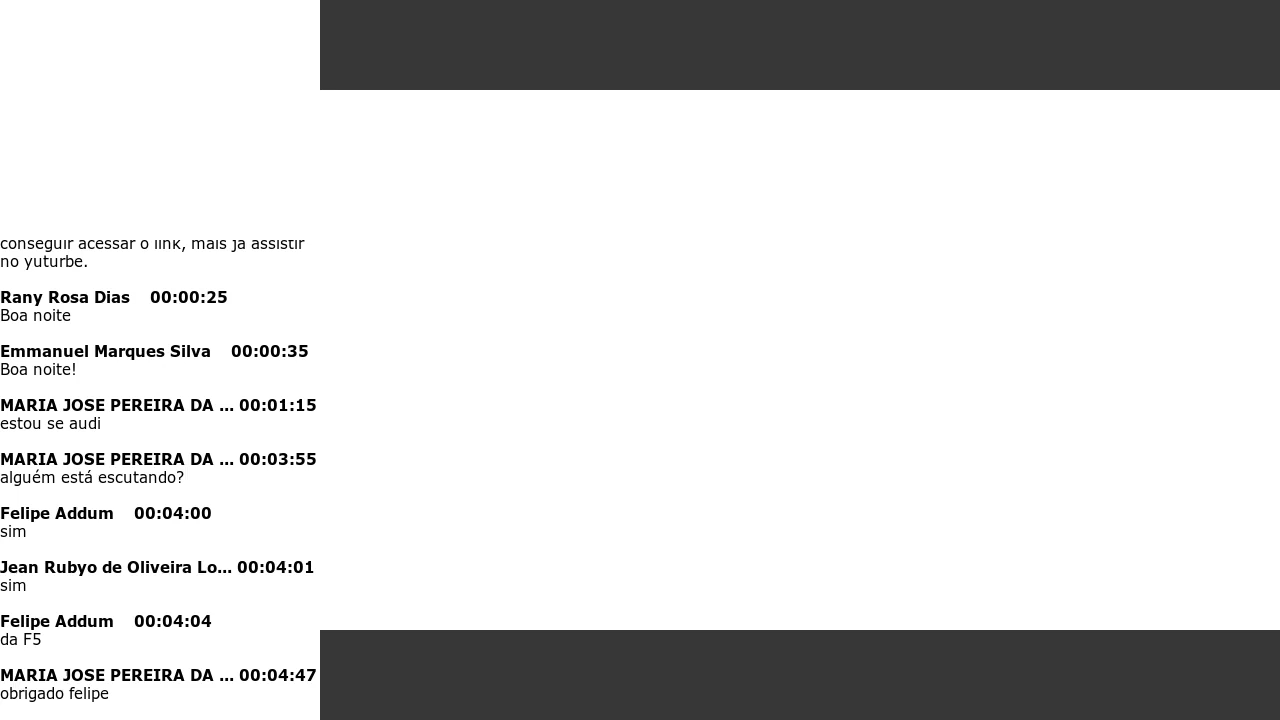 conseguir acessar o link, mais já assistir
no yuturbe.
Rany Rosa Dias 00:00:25
Boa noite
Emmanuel Marques Silva 00:00:35
Boa noite!
MARIA JOSE PEREIRA DA ... 00:01:15
estou se audi
MARIA JOSE PEREIRA DA ... 00:03:55
alguém está escutando?
Felipe Addum 00:04:00
sim
Jean Rubyo de Oliveira Lo... 00:04:01
sim
Felipe Addum 00:04:04
da F5
MARIA JOSE PEREIRA DA ... 00:04:47
obrigado felipe